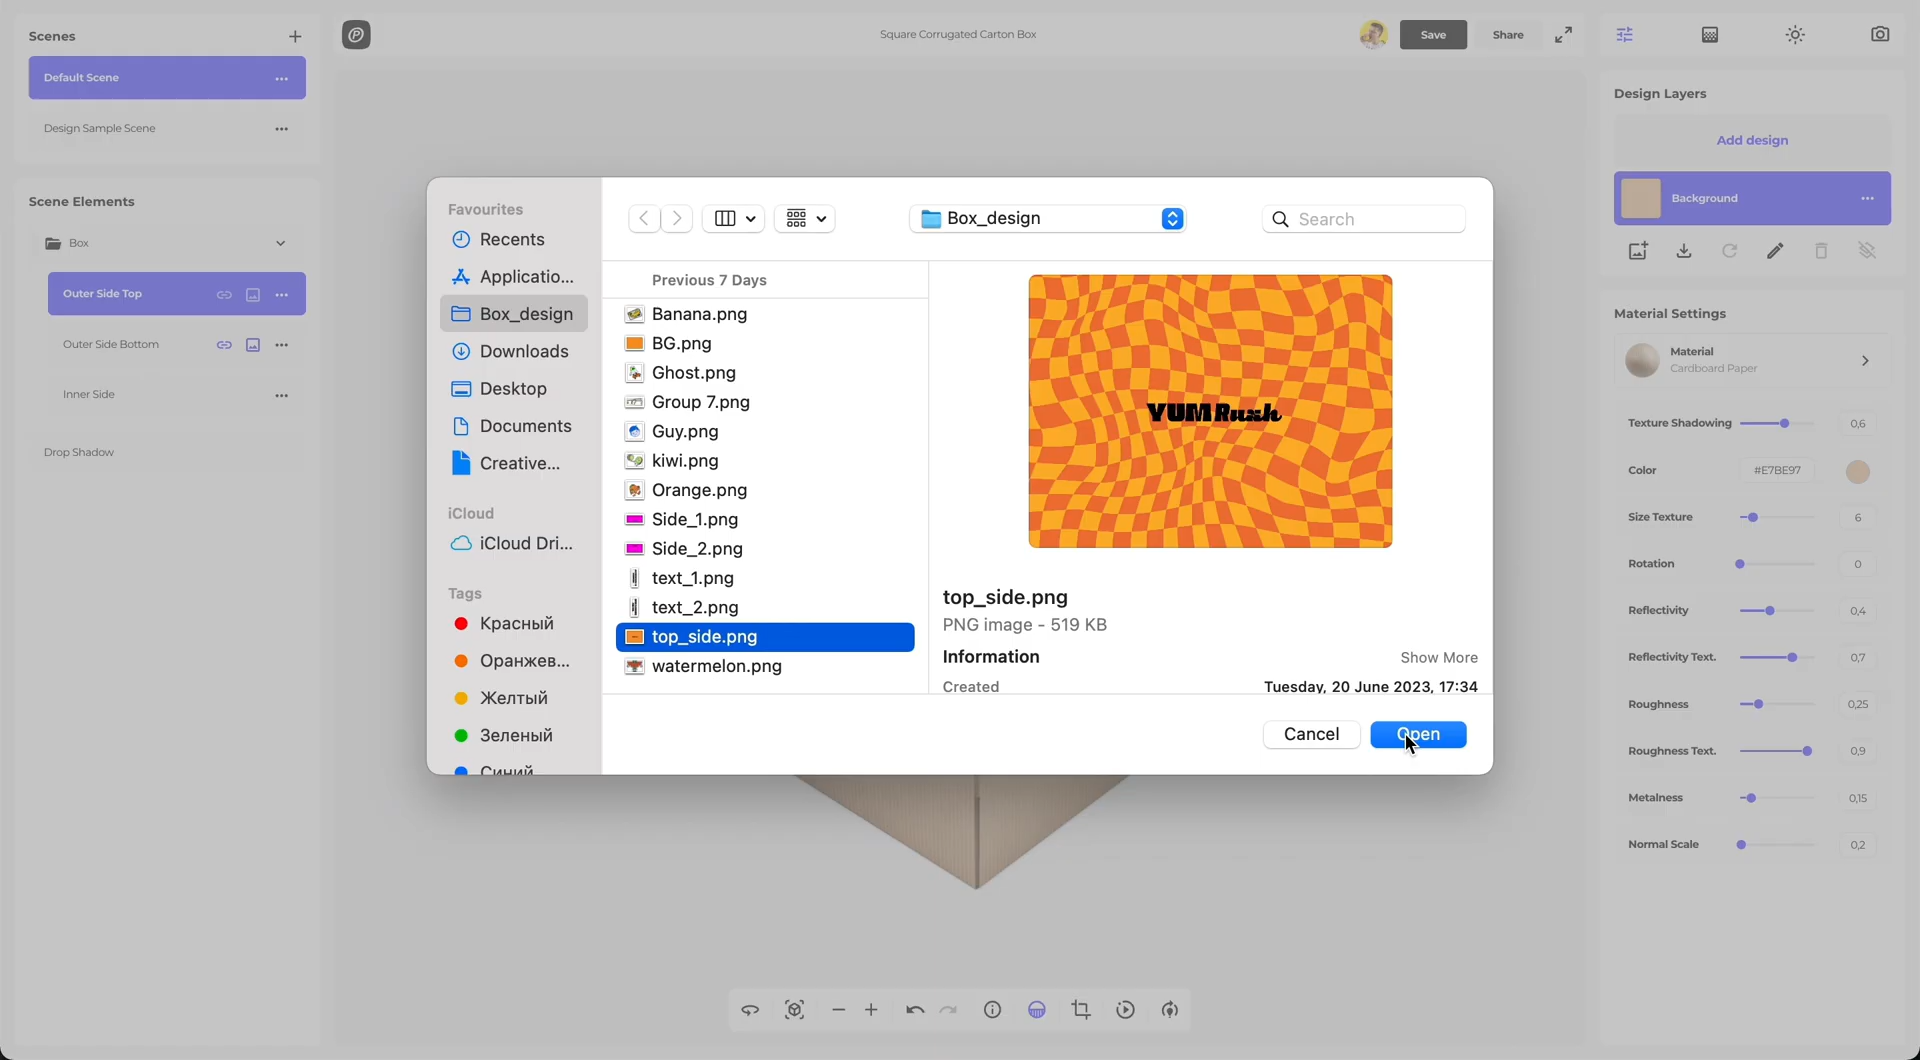 Scenes
Default Scene
Design Sample Scene
Scene Elements
Box
Outer Side Top
Outer Side Bottom
Inner Side
Drop Shadow
Square Corrugated Carton Box
Save
Share
Favourites
Recents
Applicatio...
Box_design
Downloads
Desktop
Documents
Creative...
iCloud
iCloud Dri...
Tags
Красный
Оранжев...
Желтый
Зеленый
Синий
Box_design
Search
Previous 7 Days
Banana.png
BG.png
Ghost.png
Group 7.png
Guy.png
kiwi.png
Orange.png
Side_1.png
Side_2.png
text_1.png
text_2.png
top_side.png
watermelon.png
YUM Rush
top_side.png
PNG image - 519 KB
Information
Show More
Created
Tuesday, 20 June 2023, 17:34
Cancel
Open
Design Layers
Add design
Background
Material Settings
Material
Cardboard Paper
Texture Shadowing 0,6
Color #E7BE97
Size Texture 6
Rotation 0
Reflectivity 0,4
Reflectivity Text. 0,7
Roughness 0,25
Roughness Text. 0,9
Metalness 0,15
Normal Scale 0,2